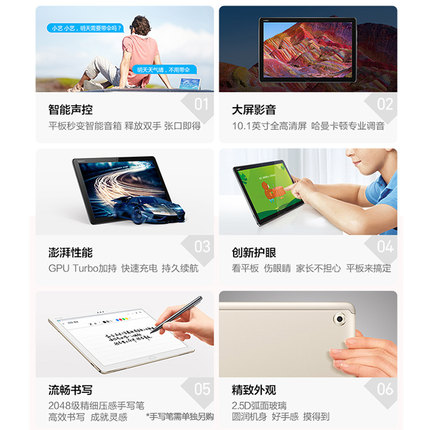 小艺 小艺，明天需要带伞吗？
明天天气晴，不用带伞
01
智能声控
平板秒变智能音箱 释放双手 张口即得
02
大屏影音
10.1英寸全高清屏 哈曼卡顿专业调音
03
澎湃性能
GPU Turbo加持 快速充电 持久续航
04
创新护眼
看平板 伤眼睛 家长不担心 平板来搞定
05
流畅书写
2048级精细压感手写笔
高效书写 成就灵感 *手写笔需单独另购
06
精致外观
2.5D弧面玻璃
圆润机身 好手感 摸得到